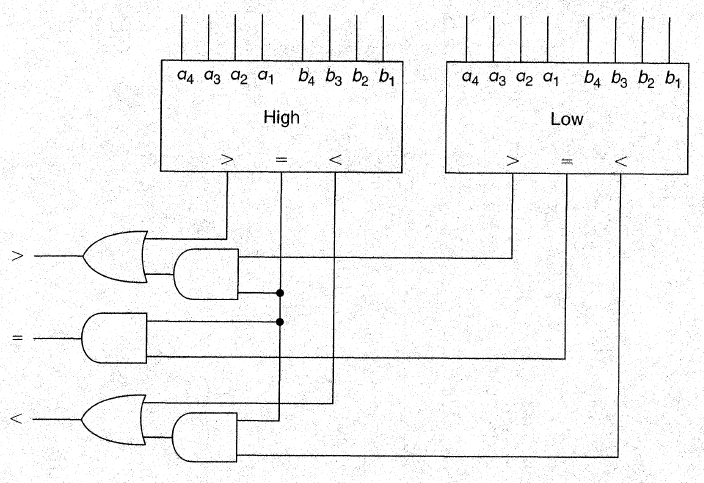 a4 a3 a2 a1 b4 b3 b2 b1
High
> = <
a4 a3 a2 a1 b4 b3 b2 b1
Low
> = <
>
=
<